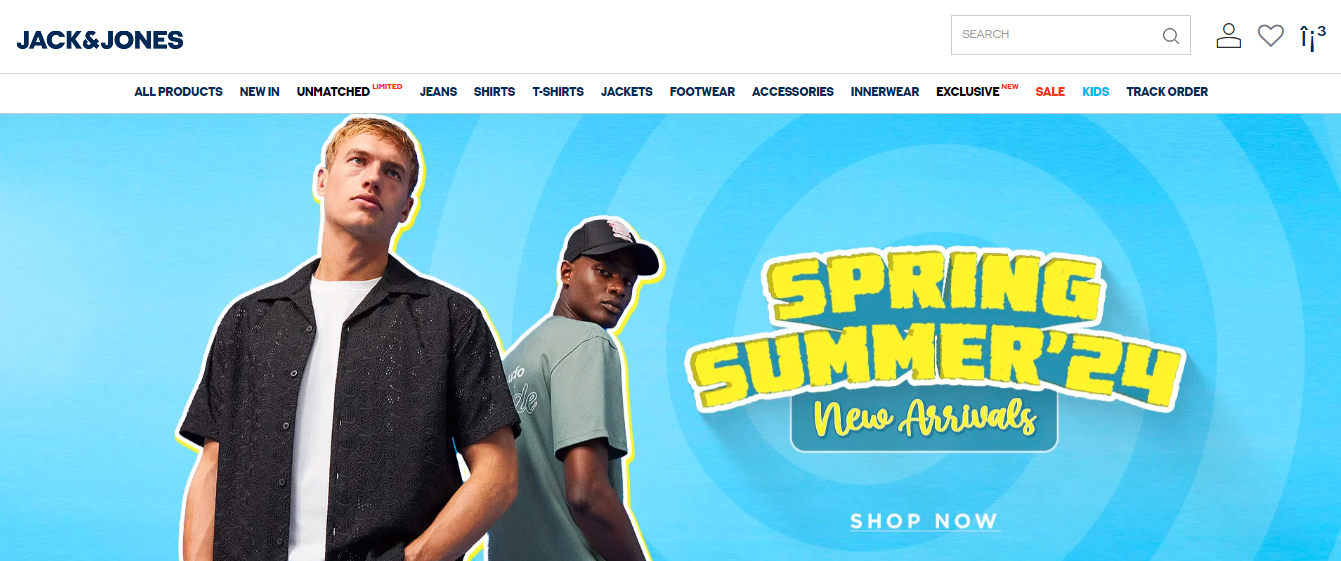 JACK&JONES
SEARCH
î¡³
ALL PRODUCTS NEW IN UNMATCHED LIMITED JEANS SHIRTS T-SHIRTS JACKETS FOOTWEAR ACCESSORIES INNERWEAR EXCLUSIVE NEW SALE KIDS TRACK ORDER
SPRING
SUMMER'24
New Arrivals
SHOP NOW